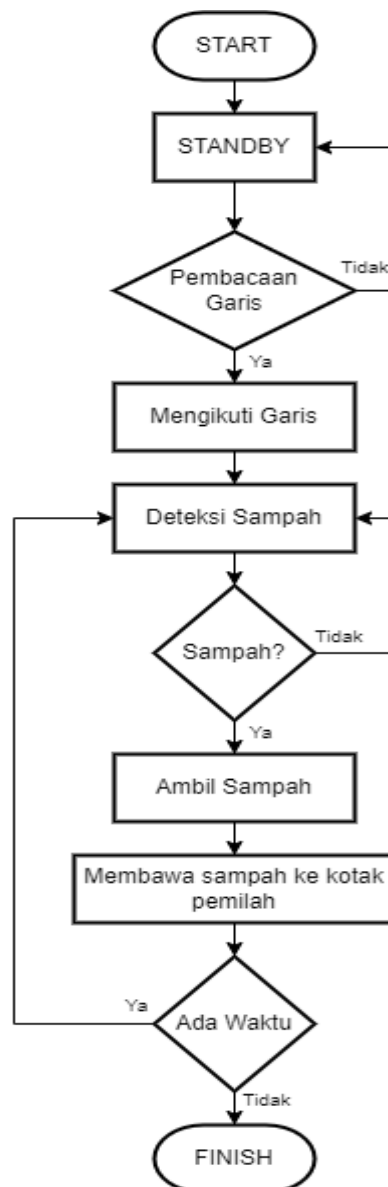 START
STANDBY
Pembacaan
Garis
Tidak
Ya
Mengikuti Garis
Deteksi Sampah
Sampah?
Tidak
Ya
Ambil Sampah
Membawa sampah ke kotak
pemilah
Ada Waktu
Ya
Tidak
FINISH